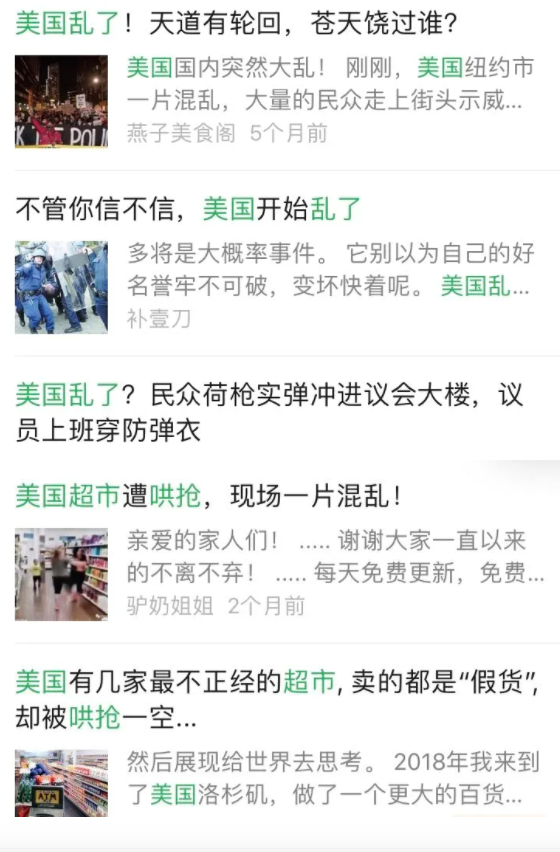 美国乱了！天道有轮回，苍天饶过谁？
美国国内突然大乱！ 刚刚，美国纽约市
一片混乱，大量的民众走上街头示威...
燕子美食阁 5个月前
不管你信不信，美国开始乱了
多将是大概率事件。 它别以为自己的好
名誉牢不可破，变坏快着呢。 美国乱...
补壹刀
美国乱了？民众荷枪实弹冲进议会大楼，议
员上班穿防弹衣
美国超市遭哄抢，现场一片混乱！
亲爱的家人们！ ..... 谢谢大家一直以来
的不离不弃！ ..... 每天免费更新，免费...
驴奶姐姐 2个月前
美国有几家最不正经的超市，卖的都是“假货”，
却被哄抢一空...
然后展现给世界去思考。 2018年我来到
了美国洛杉矶，做了一个更大的百货...
ATM